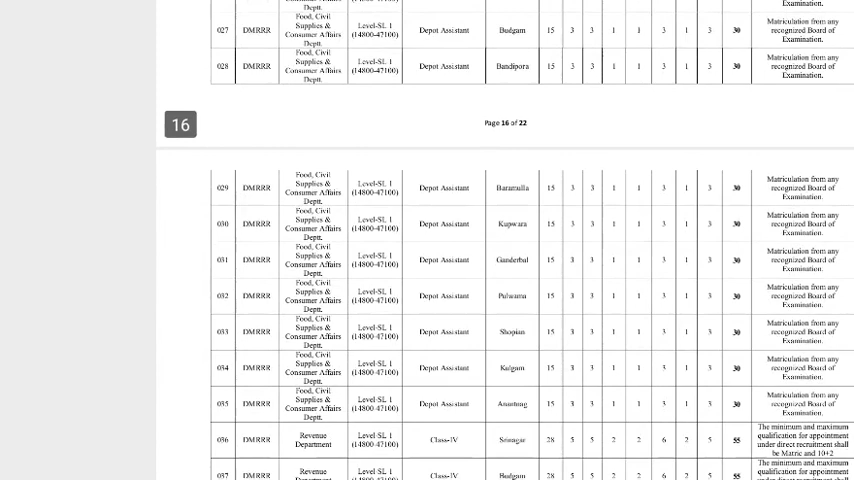 Examination.
027 DMRRR Food, Civil Supplies & Consumer Affairs Deptt. Level-SL 1 (14800-47100) Depot Assistant Budgam 15 3 3 1 1 3 1 3 30 Matriculation from any recognized Board of Examination.
028 DMRRR Food, Civil Supplies & Consumer Affairs Deptt. Level-SL 1 (14800-47100) Depot Assistant Bandipora 15 3 3 1 1 3 1 3 30 Matriculation from any recognized Board of Examination.
16
Page 16 of 22
029 DMRRR Food, Civil Supplies & Consumer Affairs Deptt. Level-SL 1 (14800-47100) Depot Assistant Baramulla 15 3 3 1 1 3 1 3 30 Matriculation from any recognized Board of Examination.
030 DMRRR Food, Civil Supplies & Consumer Affairs Deptt. Level-SL 1 (14800-47100) Depot Assistant Kupwara 15 3 3 1 1 3 1 3 30 Matriculation from any recognized Board of Examination.
031 DMRRR Food, Civil Supplies & Consumer Affairs Deptt. Level-SL 1 (14800-47100) Depot Assistant Ganderbal 15 3 3 1 1 3 1 3 30 Matriculation from any recognized Board of Examination.
032 DMRRR Food, Civil Supplies & Consumer Affairs Deptt. Level-SL 1 (14800-47100) Depot Assistant Pulwama 15 3 3 1 1 3 1 3 30 Matriculation from any recognized Board of Examination.
033 DMRRR Food, Civil Supplies & Consumer Affairs Deptt. Level-SL 1 (14800-47100) Depot Assistant Shopian 15 3 3 1 1 3 1 3 30 Matriculation from any recognized Board of Examination.
034 DMRRR Food, Civil Supplies & Consumer Affairs Deptt. Level-SL 1 (14800-47100) Depot Assistant Kulgam 15 3 3 1 1 3 1 3 30 Matriculation from any recognized Board of Examination.
035 DMRRR Food, Civil Supplies & Consumer Affairs Deptt. Level-SL 1 (14800-47100) Depot Assistant Anantnag 15 3 3 1 1 3 1 3 30 Matriculation from any recognized Board of Examination.
036 DMRRR Revenue Department Level-SL 1 (14800-47100) Class-IV Srinagar 28 5 5 2 2 6 2 5 55 The minimum and maximum qualification for appointment under direct recruitment shall be Matric and 10+2
037 DMRRR Revenue Level-SL 1 Class-IV Budgam 28 5 5 2 2 6 2 5 55 The minimum and maximum qualification for appointment